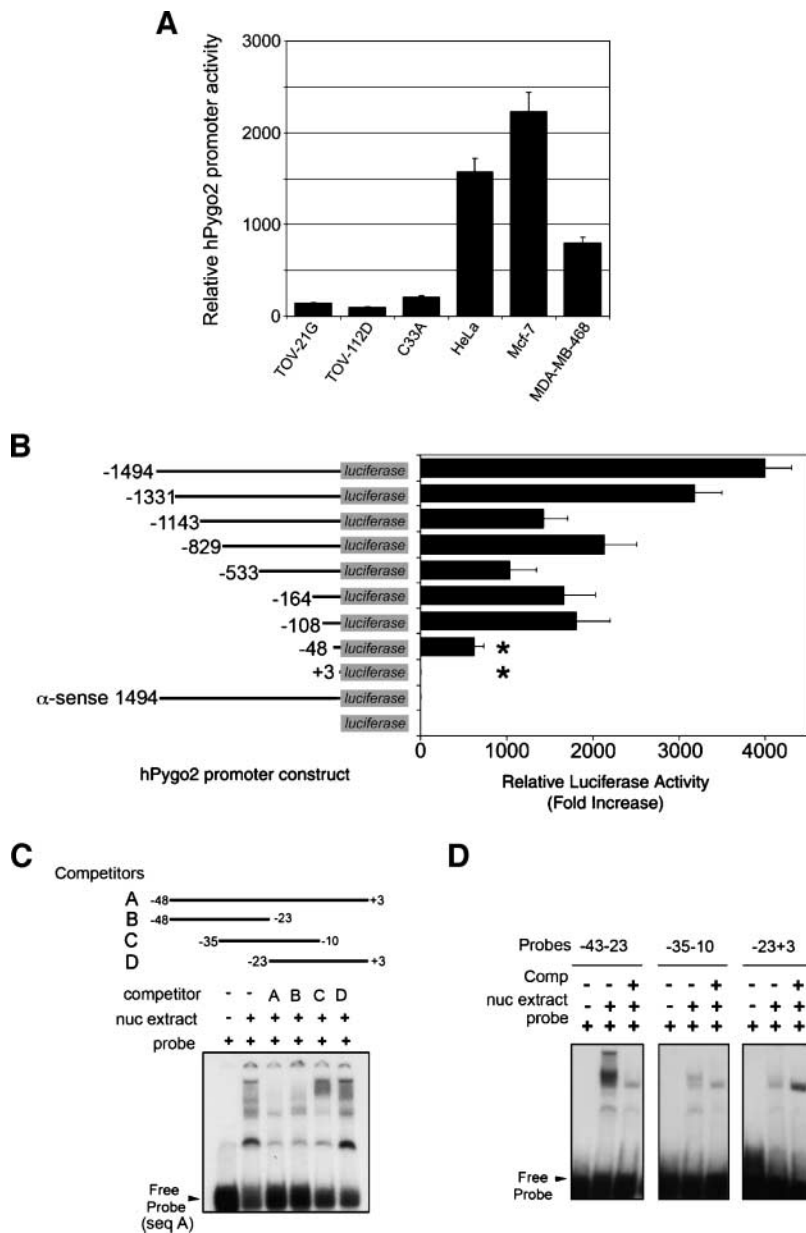 A
Relative hPygo2 promoter activity
3000
2000
1000
0
TOV-21G
TOV-112D
C33A
HeLa
Mcf-7
MDA-MB-468
B
-1494 luciferase
-1331 luciferase
-1143 luciferase
-829 luciferase
-533 luciferase
-164 luciferase
-108 luciferase
-48 luciferase *
+3 luciferase *
α-sense 1494 luciferase
luciferase
0 1000 2000 3000 4000
hPygo2 promoter construct
Relative Luciferase Activity
(Fold Increase)
C
Competitors
A -48 +3
B -48 -23
C -35 -10
D -23 +3
competitor - - A B C D
nuc extract - + + + + +
probe + + + + + +
Free
Probe
(seq A)
D
Probes -43-23 -35-10 -23+3
Comp - - + - - + - - +
nuc extract - + + - + + - + +
probe + + + + + + + + +
Free
Probe